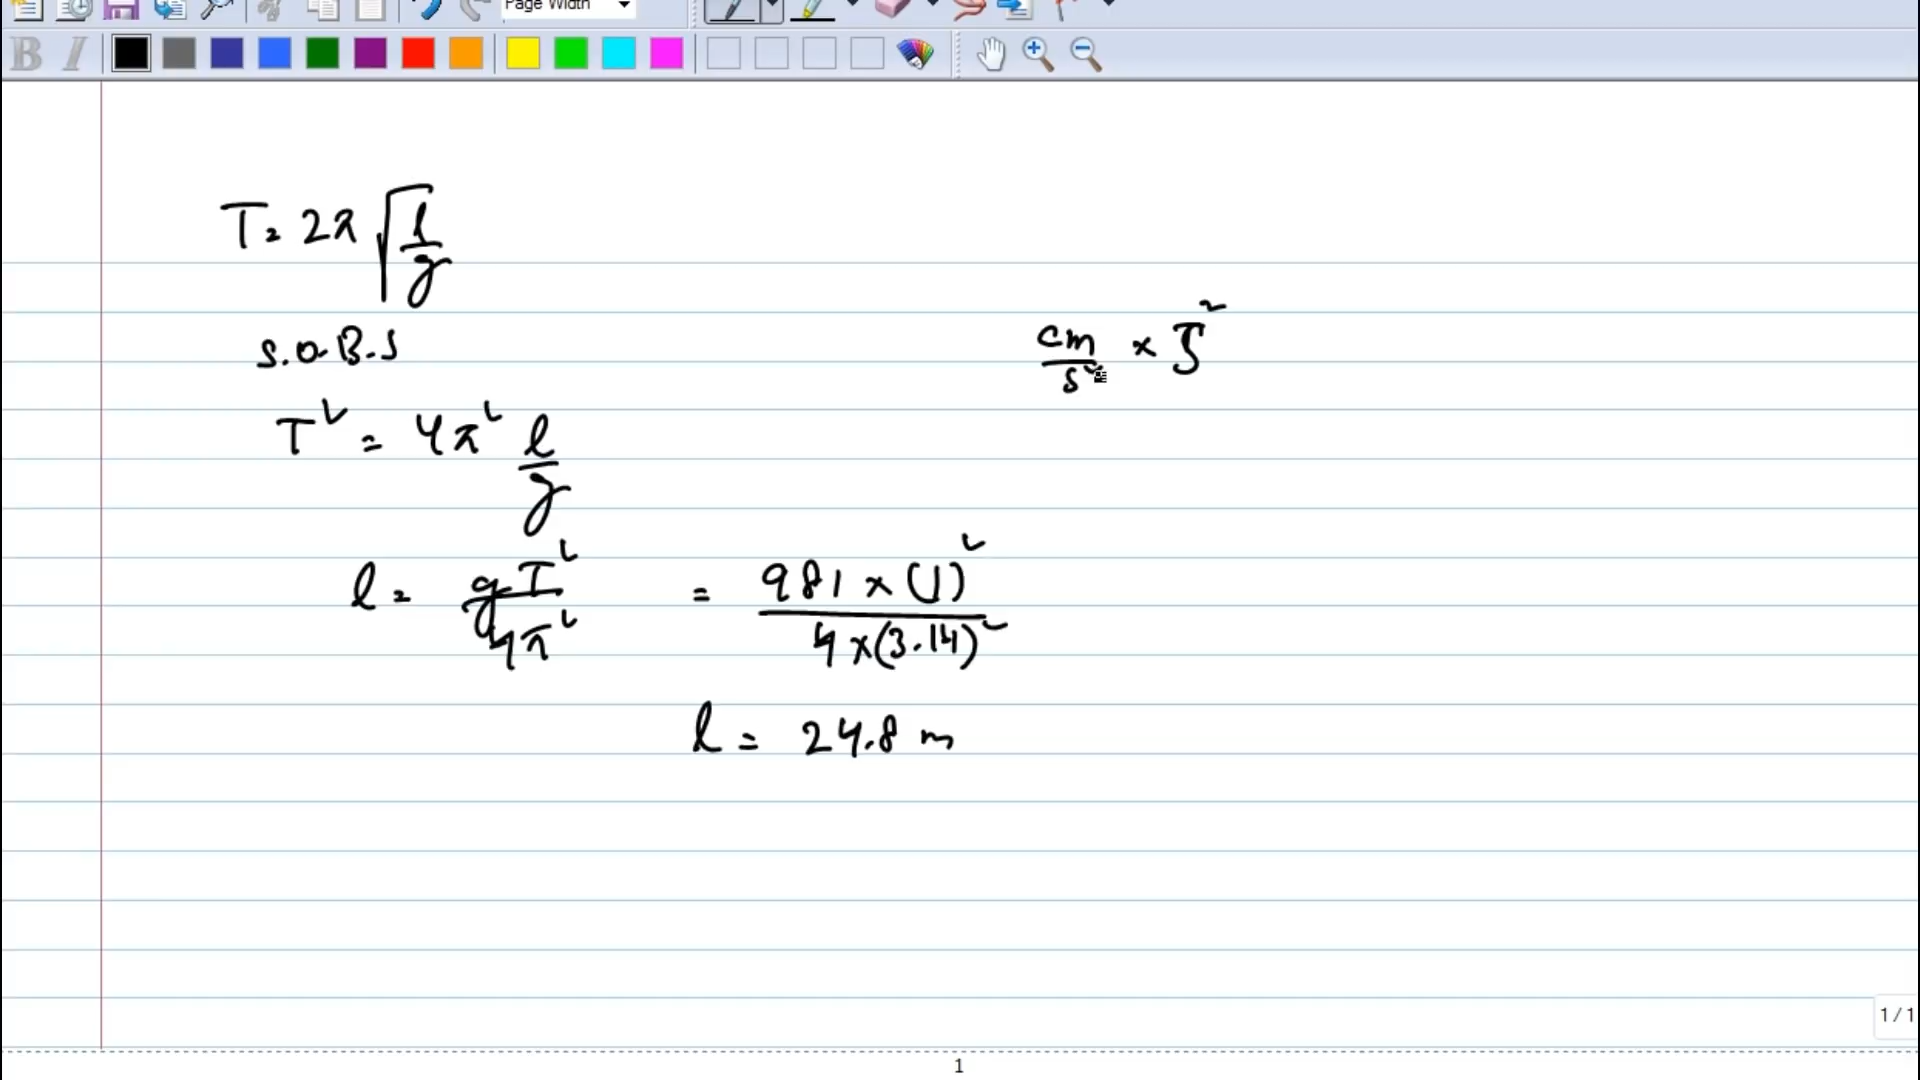 Page Width
B I
T = 2π √(l/g)
cm/s² × s²
S.O.B.S
T² = 4π² l/g
l = gT²/4π² = 981 × (1)²/4×(3.14)²
l = 24.8 m
1 / 1
1